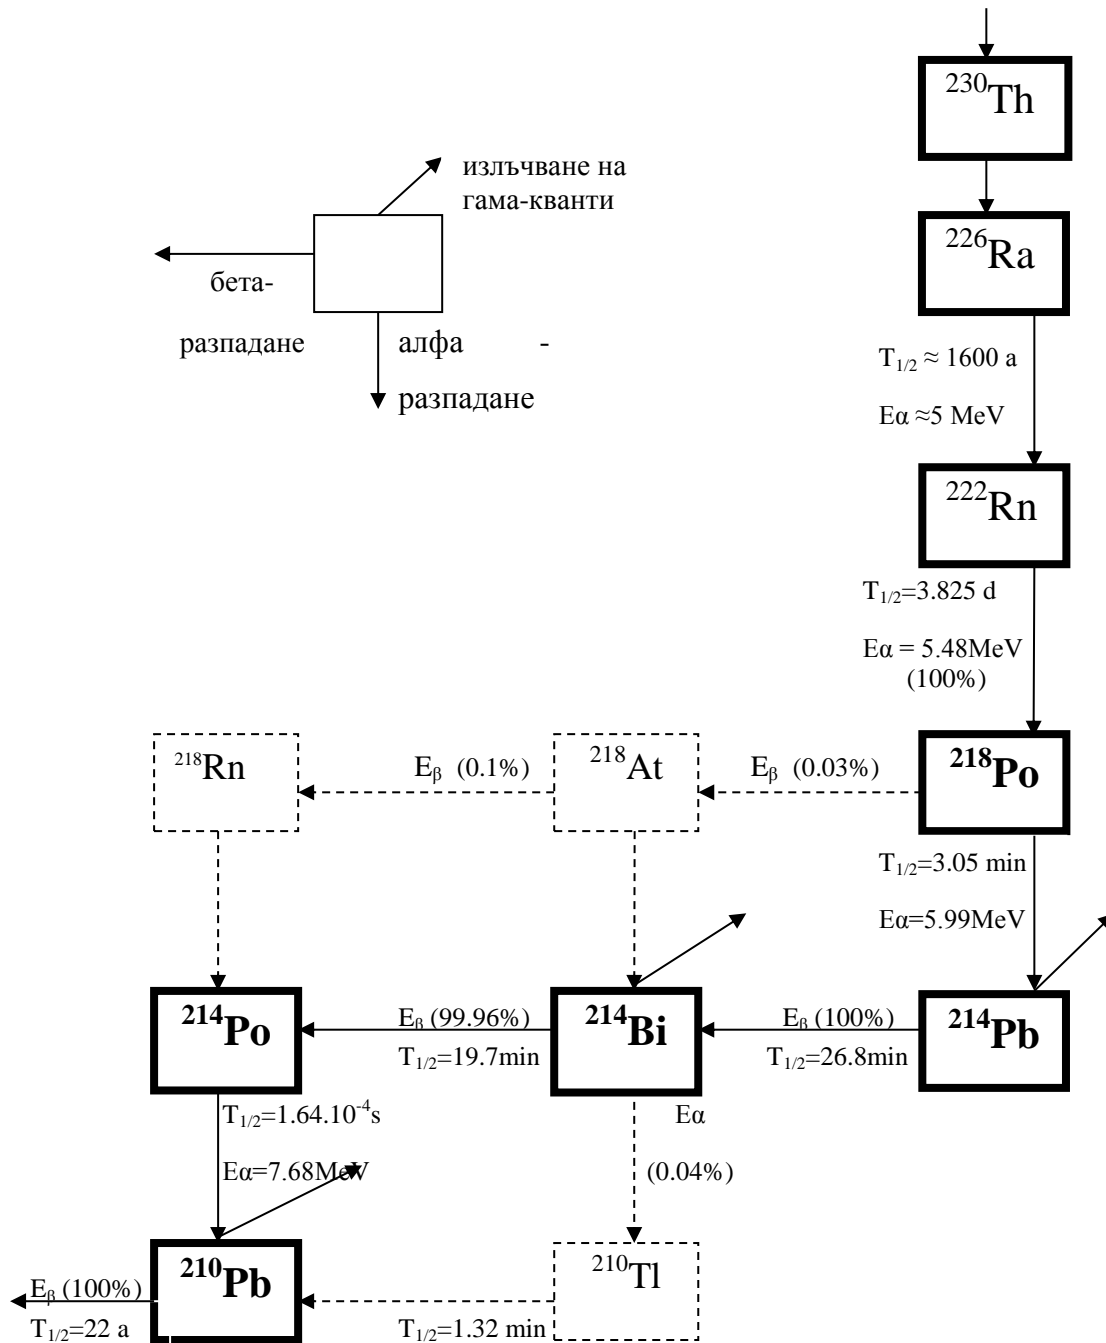 ²³⁰Th
излъчване на
гама-кванти
²²⁶Ra
бета-
разпадане
алфа -
разпадане
T₁/₂ ≈ 1600 a
Eα ≈5 MeV
²²²Rn
T₁/₂=3.825 d
Eα = 5.48MeV
(100%)
²¹⁸Rn
Eᵦ (0.1%)
²¹⁸At
Eᵦ (0.03%)
²¹⁸Po
T₁/₂=3.05 min
Eα=5.99MeV
²¹⁴Po
Eᵦ (99.96%)
T₁/₂=19.7min
²¹⁴Bi
Eᵦ (100%)
T₁/₂=26.8min
²¹⁴Pb
T₁/₂=1.64.10⁻⁴s
Eα=7.68MeV
Eα
(0.04%)
Eᵦ (100%)
T₁/₂=22 a
²¹⁰Pb
T₁/₂=1.32 min
²¹⁰Tl